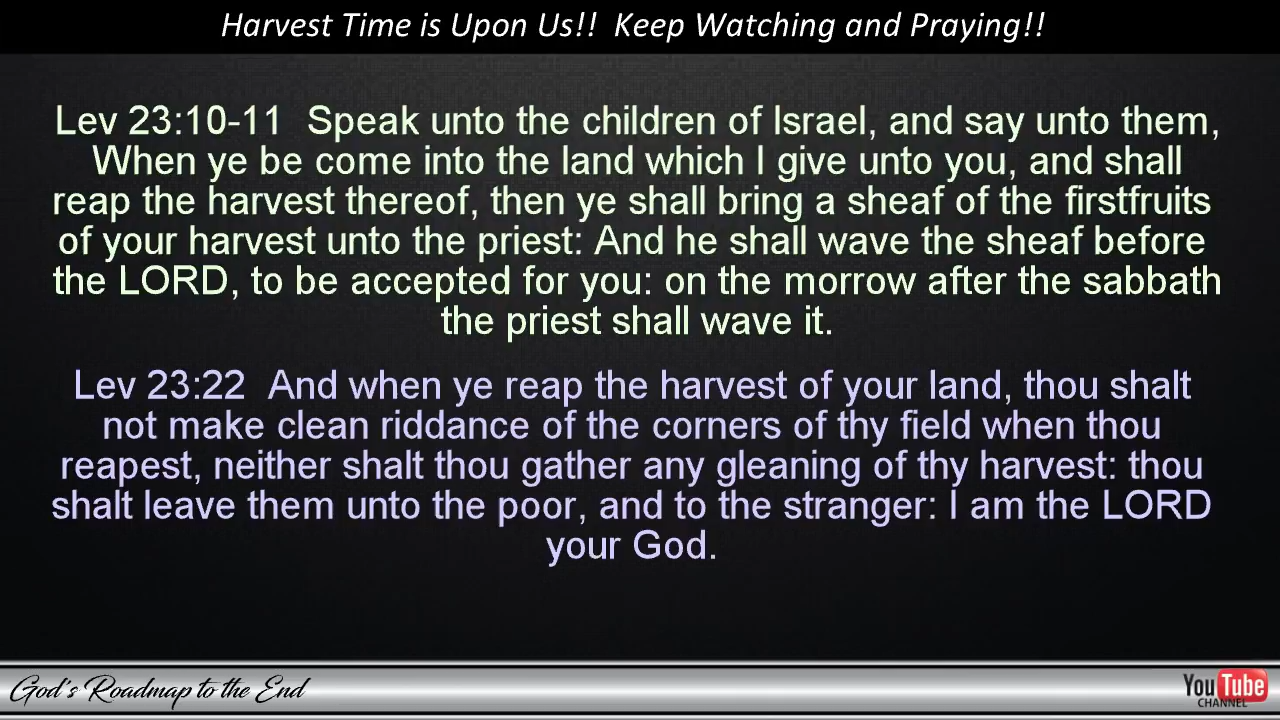 Harvest Time is Upon Us!!  Keep Watching and Praying!!
Lev 23:10-11  Speak unto the children of Israel, and say unto them,
When ye be come into the land which I give unto you, and shall
reap the harvest thereof, then ye shall bring a sheaf of the firstfruits
of your harvest unto the priest: And he shall wave the sheaf before
the LORD, to be accepted for you: on the morrow after the sabbath
the priest shall wave it.
Lev 23:22  And when ye reap the harvest of your land, thou shalt
not make clean riddance of the corners of thy field when thou
reapest, neither shalt thou gather any gleaning of thy harvest: thou
shalt leave them unto the poor, and to the stranger: I am the LORD
your God.
God's Roadmap to the End
YouTube
CHANNEL